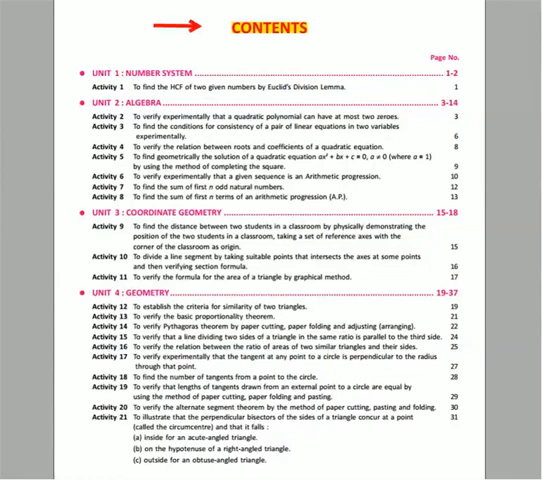 CONTENTS
Page No.
UNIT 1 : NUMBER SYSTEM .......... 1-2
Activity 1 To find the HCF of two given numbers by Euclid's Division Lemma. 1
UNIT 2 : ALGEBRA .......... 3-14
Activity 2 To verify experimentally that a quadratic polynomial can have at most two zeroes. 3
Activity 3 To find the conditions for consistency of a pair of linear equations in two variables
experimentally. 6
Activity 4 To verify the relation between roots and coefficients of a quadratic equation. 8
Activity 5 To find geometrically the solution of a quadratic equation ax² + bx + c = 0, a ≠ 0 (where a = 1)
by using the method of completing the square. 9
Activity 6 To verify experimentally that a given sequence is an Arithmetic progression. 10
Activity 7 To find the sum of first n odd natural numbers. 12
Activity 8 To find the sum of first n terms of an arithmetic progression (A.P.). 13
UNIT 3 : COORDINATE GEOMETRY .......... 15-18
Activity 9 To find the distance between two students in a classroom by physically demonstrating the
position of the two students in a classroom, taking a set of reference axes with the
corner of the classroom as origin. 15
Activity 10 To divide a line segment by taking suitable points that intersects the axes at some points
and then verifying section formula. 16
Activity 11 To verify the formula for the area of a triangle by graphical method. 17
UNIT 4 : GEOMETRY .......... 19-37
Activity 12 To establish the criteria for similarity of two triangles. 19
Activity 13 To verify the basic proportionality theorem. 21
Activity 14 To verify Pythagoras theorem by paper cutting, paper folding and adjusting (arranging). 22
Activity 15 To verify that a line dividing two sides of a triangle in the same ratio is parallel to the third side. 24
Activity 16 To verify the relation between the ratio of areas of two similar triangles and their sides. 25
Activity 17 To verify experimentally that the tangent at any point to a circle is perpendicular to the radius
through that point. 27
Activity 18 To find the number of tangents from a point to the circle. 28
Activity 19 To verify that lengths of tangents drawn from an external point to a circle are equal by
using the method of paper cutting, paper folding and pasting. 29
Activity 20 To verify the alternate segment theorem by the method of paper cutting, pasting and folding. 30
Activity 21 To illustrate that the perpendicular bisectors of the sides of a triangle concur at a point 31
(called the circumcentre) and that it falls :
(a) inside for an acute-angled triangle.
(b) on the hypotenuse of a right-angled triangle.
(c) outside for an obtuse-angled triangle.